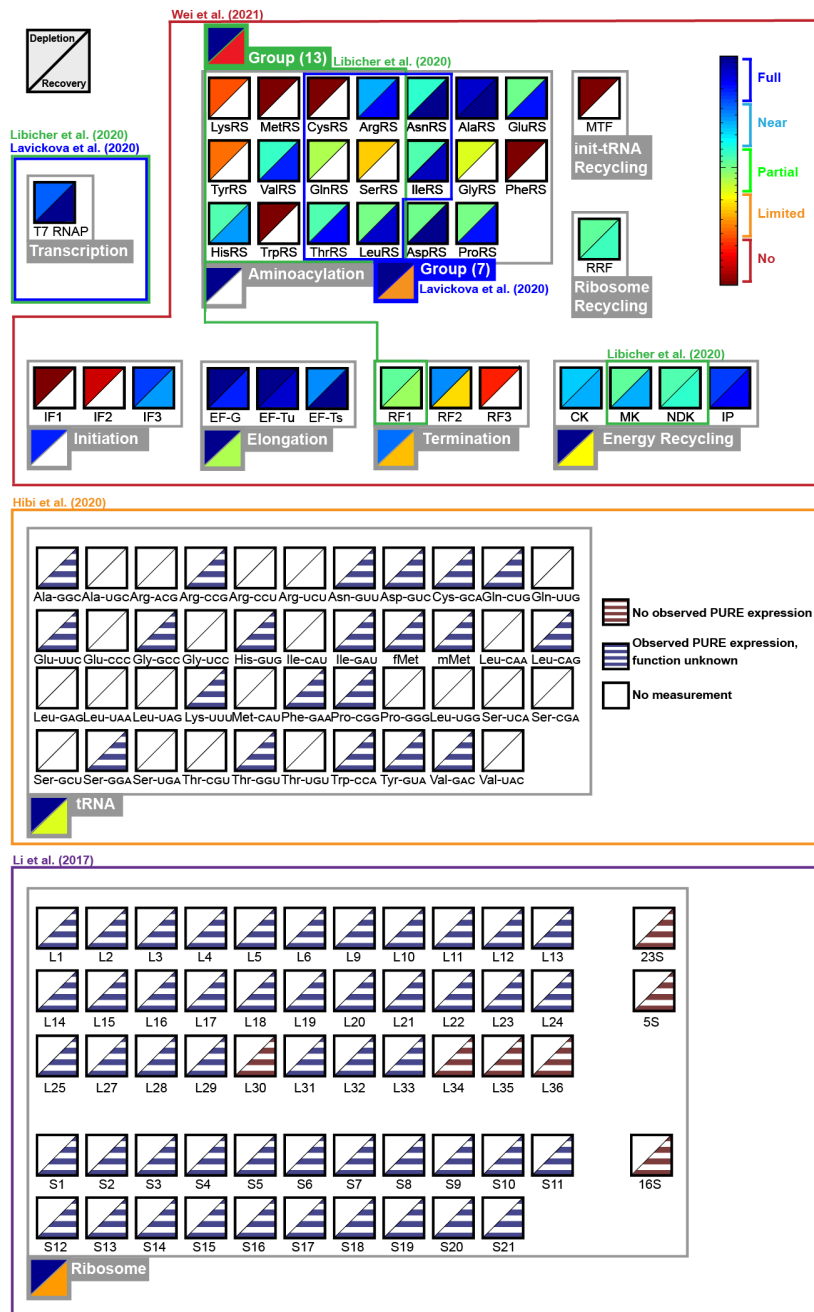 Wei et al. (2021)
Depletion
Recovery
Group (13)
Libicher et al. (2020)
LysRS MetRS CysRS ArgRS AsnRS AlaRS GluRS
MTF
init-tRNA
Recycling
Full
Near
Partial
Limited
No
Libicher et al. (2020)
Lavickova et al. (2020)
T7 RNAP
Transcription
TyrRS ValRS GlnRS SerRS IleRS GlyRS PheRS
HisRS TrpRS ThrRS LeuRS AspRS ProRS
RRF
Ribosome
Recycling
Aminoacylation
Group (7)
Lavickova et al. (2020)
Libicher et al. (2020)
IF1 IF2 IF3
EF-G EF-Tu EF-Ts
RF1 RF2 RF3
CK MK NDK IP
Initiation
Elongation
Termination
Energy Recycling
Hibi et al. (2020)
Ala-GGC Ala-UGC Arg-ACG Arg-CCG Arg-CCU Arg-UCU Asn-GUU Asp-GUC Cys-GCA Gln-CUG Gln-UUG
Glu-UUC Glu-CCC Gly-GCC Gly-UCC His-GUG Ile-CAU Ile-GAU fMet mMet Leu-CAA Leu-CAG
Leu-GAG Leu-UAA Leu-UAG Lys-UUU Met-CAU Phe-GAA Pro-CGG Pro-GGG Leu-UGG Ser-UCA Ser-CGA
Ser-GCU Ser-GGA Ser-UGA Thr-CGU Thr-GGU Thr-UGU Trp-CCA Tyr-GUA Val-GAC Val-UAC
tRNA
No observed PURE expression
Observed PURE expression,
function unknown
No measurement
Li et al. (2017)
L1 L2 L3 L4 L5 L6 L9 L10 L11 L12 L13 23S
L14 L15 L16 L17 L18 L19 L20 L21 L22 L23 L24 5S
L25 L27 L28 L29 L30 L31 L32 L33 L34 L35 L36
S1 S2 S3 S4 S5 S6 S7 S8 S9 S10 S11 16S
S12 S13 S14 S15 S16 S17 S18 S19 S20 S21
Ribosome